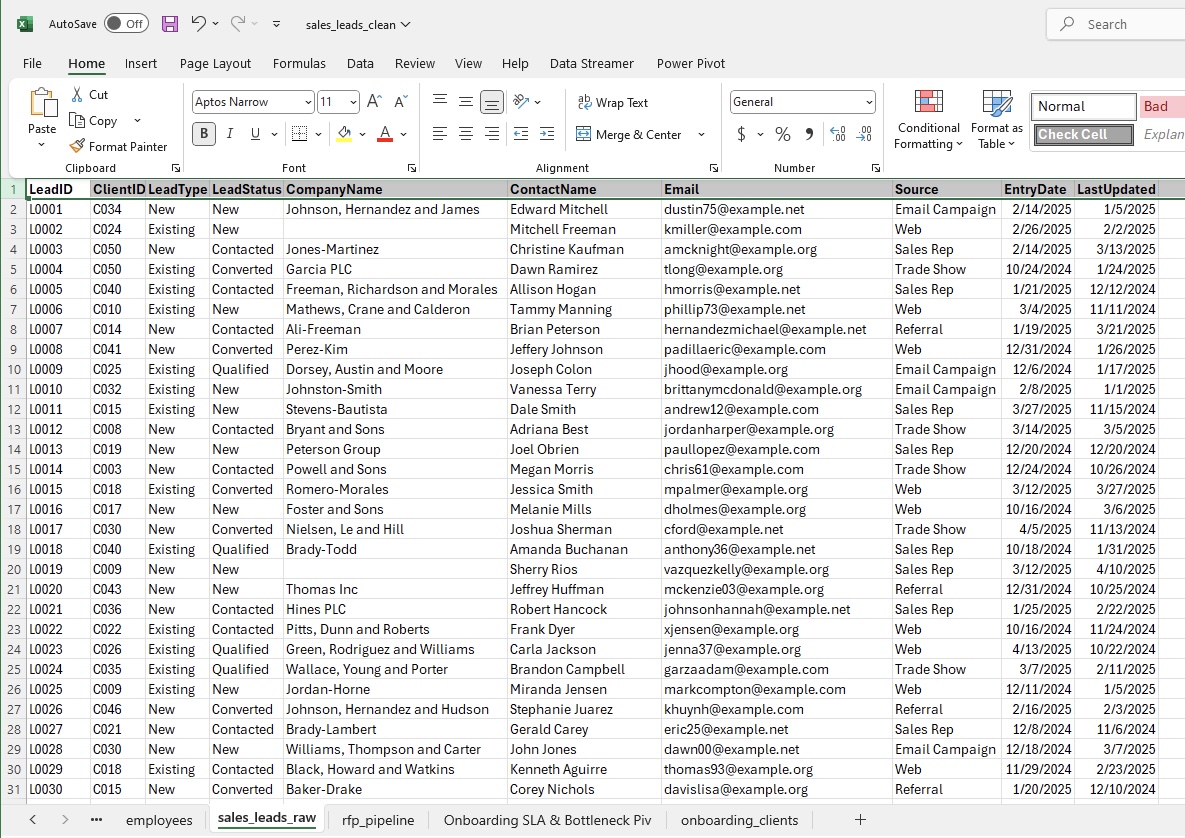 AutoSave Off sales_leads_clean Search
File Home Insert Page Layout Formulas Data Review View Help Data Streamer Power Pivot
Paste Cut Copy Format Painter Clipboard
Aptos Narrow 11 A A B I U A Font
ab Wrap Text Merge & Center Alignment
General $ % 9 .00 Number
Conditional Formatting Format as Table Normal Bad Check Cell Explan
1 LeadID ClientID LeadType LeadStatus CompanyName ContactName Email Source EntryDate LastUpdated
2 L0001 C034 New New Johnson, Hernandez and James Edward Mitchell dustin75@example.net Email Campaign 2/14/2025 1/5/2025
3 L0002 C024 Existing New Mitchell Freeman kmiller@example.com Web 2/26/2025 2/2/2025
4 L0003 C050 New Contacted Jones-Martinez Christine Kaufman amcknight@example.org Sales Rep 2/14/2025 3/13/2025
5 L0004 C050 Existing Converted Garcia PLC Dawn Ramirez tlong@example.org Trade Show 10/24/2024 1/24/2025
6 L0005 C040 Existing Contacted Freeman, Richardson and Morales Allison Hogan hmorris@example.net Sales Rep 1/21/2025 12/12/2024
7 L0006 C010 Existing New Mathews, Crane and Calderon Tammy Manning phillip73@example.net Web 3/4/2025 11/11/2024
8 L0007 C014 New Contacted Ali-Freeman Brian Peterson hernandezmichael@example.net Referral 1/19/2025 3/21/2025
9 L0008 C041 New Converted Perez-Kim Jeffery Johnson padillaeric@example.com Web 12/31/2024 1/26/2025
10 L0009 C025 Existing Qualified Dorsey, Austin and Moore Joseph Colon jhood@example.org Email Campaign 12/6/2024 1/17/2025
11 L0010 C032 Existing New Johnston-Smith Vanessa Terry brittanymcdonald@example.org Email Campaign 2/8/2025 1/1/2025
12 L0011 C015 Existing New Stevens-Bautista Dale Smith andrew12@example.com Sales Rep 3/27/2025 11/15/2024
13 L0012 C008 New Contacted Bryant and Sons Adriana Best jordanharper@example.org Trade Show 3/14/2025 3/5/2025
14 L0013 C019 New New Peterson Group Joel Obrien paullopez@example.com Sales Rep 12/20/2024 12/20/2024
15 L0014 C003 New Contacted Powell and Sons Megan Morris chris61@example.com Trade Show 12/24/2024 10/26/2024
16 L0015 C018 Existing Converted Romero-Morales Jessica Smith mpalmer@example.org Web 3/12/2025 3/27/2025
17 L0016 C017 New New Foster and Sons Melanie Mills dholmes@example.org Web 10/16/2024 3/6/2025
18 L0017 C030 New Converted Nielsen, Le and Hill Joshua Sherman cford@example.net Trade Show 4/5/2025 11/13/2024
19 L0018 C040 Existing Qualified Brady-Todd Amanda Buchanan anthony36@example.net Sales Rep 10/18/2024 1/31/2025
20 L0019 C009 New New Sherry Rios vazquezkelly@example.org Sales Rep 3/12/2025 4/10/2025
21 L0020 C043 New New Thomas Inc Jeffrey Huffman mckenzie03@example.org Referral 12/31/2024 10/25/2024
22 L0021 C036 New Contacted Hines PLC Robert Hancock johnsonhannah@example.net Sales Rep 1/25/2025 2/22/2025
23 L0022 C022 Existing Contacted Pitts, Dunn and Roberts Frank Dyer xjensen@example.org Web 10/16/2024 11/24/2024
24 L0023 C026 Existing Qualified Green, Rodriguez and Williams Carla Jackson jenna37@example.org Web 4/13/2025 10/22/2024
25 L0024 C035 Existing Qualified Wallace, Young and Porter Brandon Campbell garzaadam@example.com Trade Show 3/7/2025 2/11/2025
26 L0025 C009 Existing New Jordan-Horne Miranda Jensen markcompton@example.com Web 12/11/2024 1/5/2025
27 L0026 C046 New Converted Johnson, Hernandez and Hudson Stephanie Juarez khuynh@example.com Referral 2/16/2025 2/3/2025
28 L0027 C021 New Contacted Brady-Lambert Gerald Carey eric25@example.net Sales Rep 12/8/2024 11/6/2024
29 L0028 C030 New New Williams, Thompson and Carter John Jones dawn00@example.net Email Campaign 12/18/2024 3/7/2025
30 L0029 C018 Existing Contacted Black, Howard and Watkins Kenneth Aguirre thomas93@example.org Web 11/29/2024 2/23/2025
31 L0030 C015 New Converted Baker-Drake Corey Nichols davislisa@example.org Referral 1/20/2025 12/10/2024
employees sales_leads_raw rfp_pipeline Onboarding SLA & Bottleneck Piv onboarding_clients